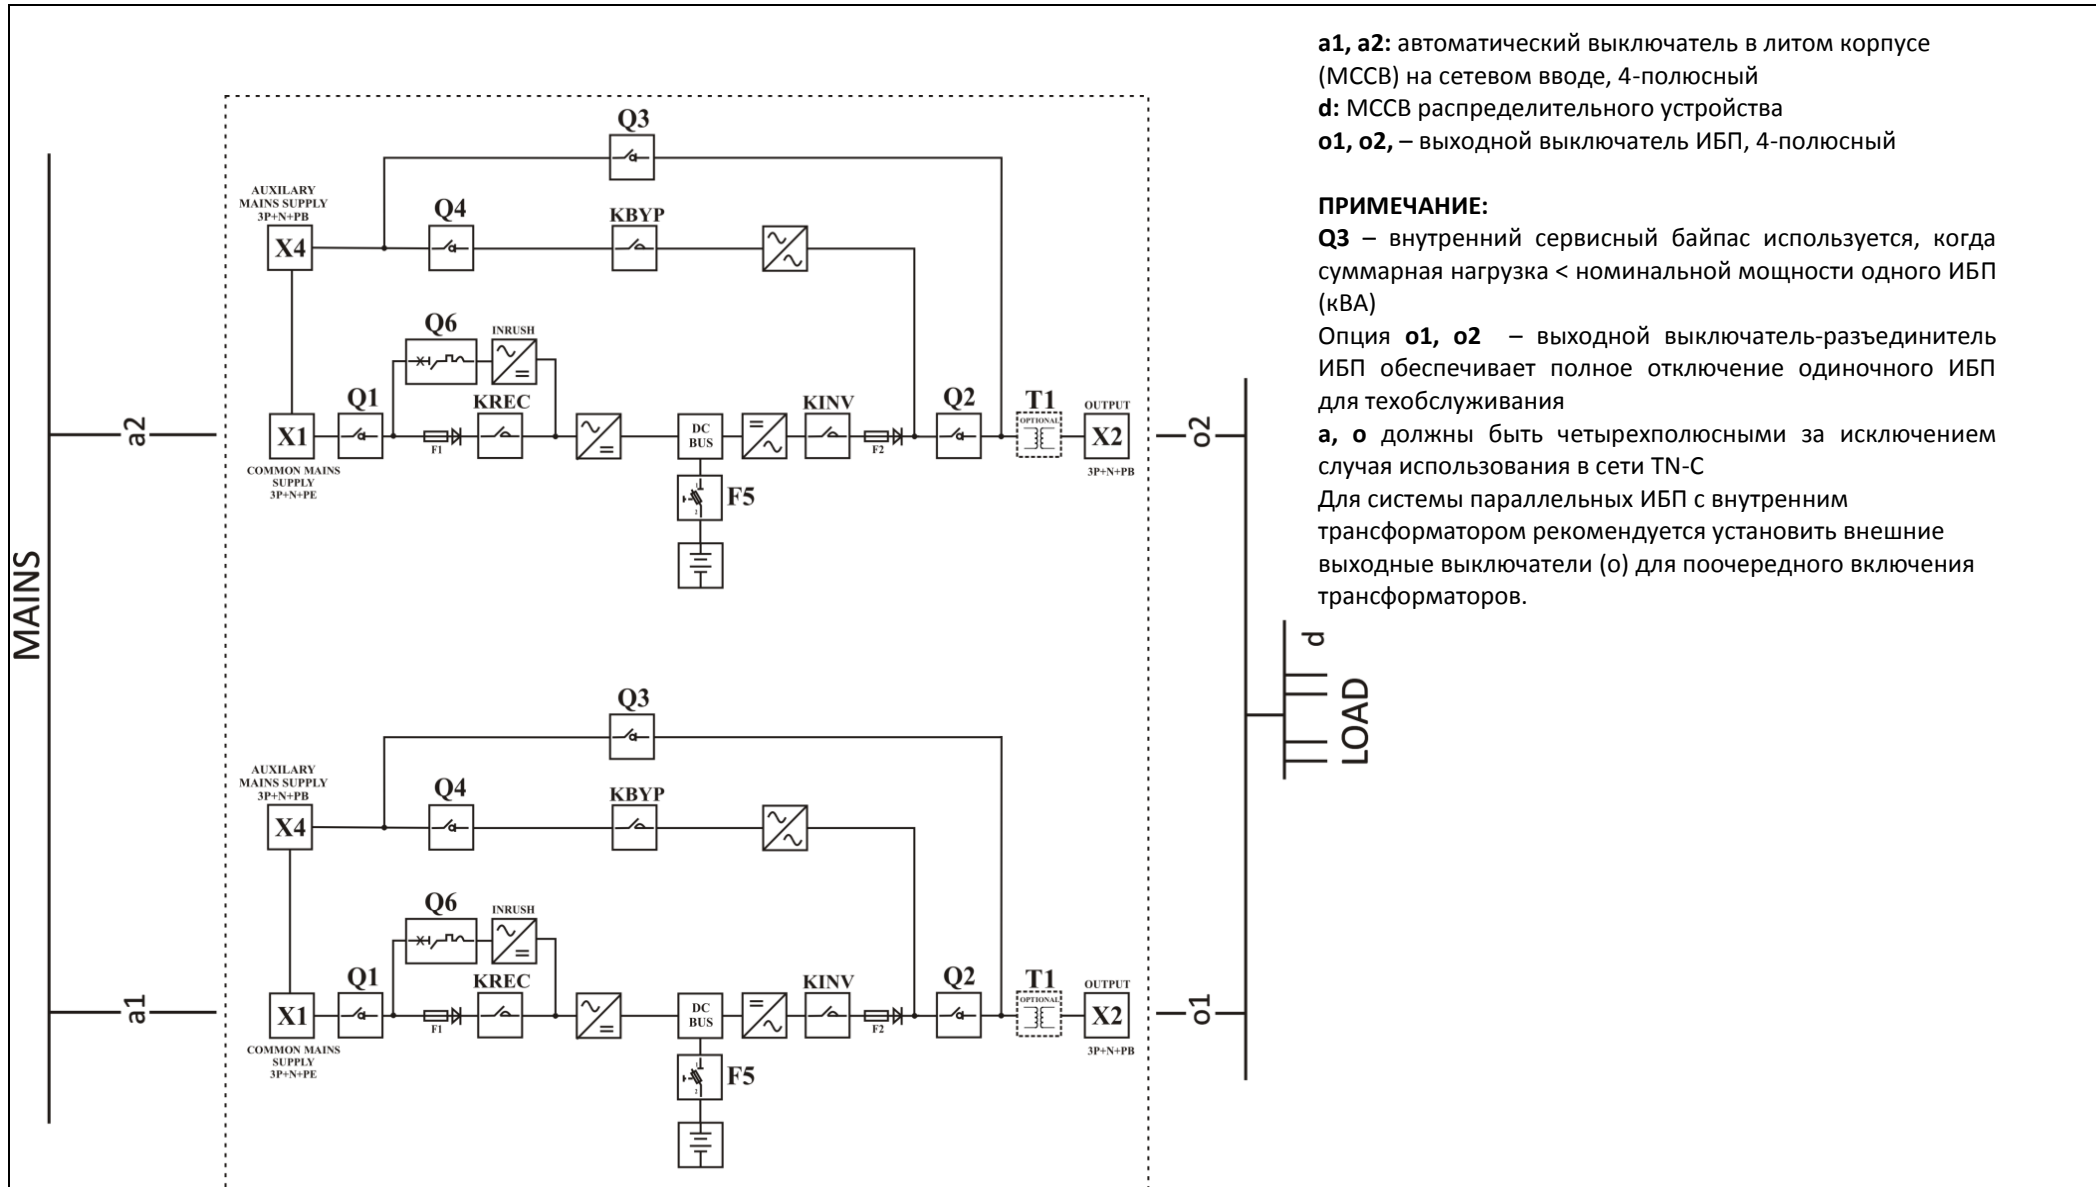 a1, a2: автоматический выключатель в литом корпусе
(MCCB) на сетевом вводе, 4-полюсный
d: MCCB распределительного устройства
o1, o2, – выходной выключатель ИБП, 4-полюсный
ПРИМЕЧАНИЕ:
Q3 – внутренний сервисный байпас используется, когда
суммарная нагрузка < номинальной мощности одного ИБП
(кВА)
Опция o1, o2 – выходной выключатель-разъединитель
ИБП обеспечивает полное отключение одиночного ИБП
для техобслуживания
a, o должны быть четырехполюсными за исключением
случая использования в сети TN-C
Для системы параллельных ИБП с внутренним
трансформатором рекомендуется установить внешние
выходные выключатели (o) для поочередного включения
трансформаторов.
MAINS
a2
Q3
AUXILARY
MAINS SUPPLY
3P+N+PB
X4
Q4
KBYP
Q6
INRUSH
X1
COMMON MAINS
SUPPLY
3P+N+PE
Q1
F1
KREC
DC
BUS
F5
KINV
F2
Q2
T1
OPTIONAL
OUTPUT
X2
3P+N+PB
o2
a1
Q3
AUXILARY
MAINS SUPPLY
3P+N+PB
X4
Q4
KBYP
Q6
INRUSH
X1
COMMON MAINS
SUPPLY
3P+N+PE
Q1
F1
KREC
DC
BUS
F5
KINV
F2
Q2
T1
OPTIONAL
OUTPUT
X2
3P+N+PB
o1
d
LOAD